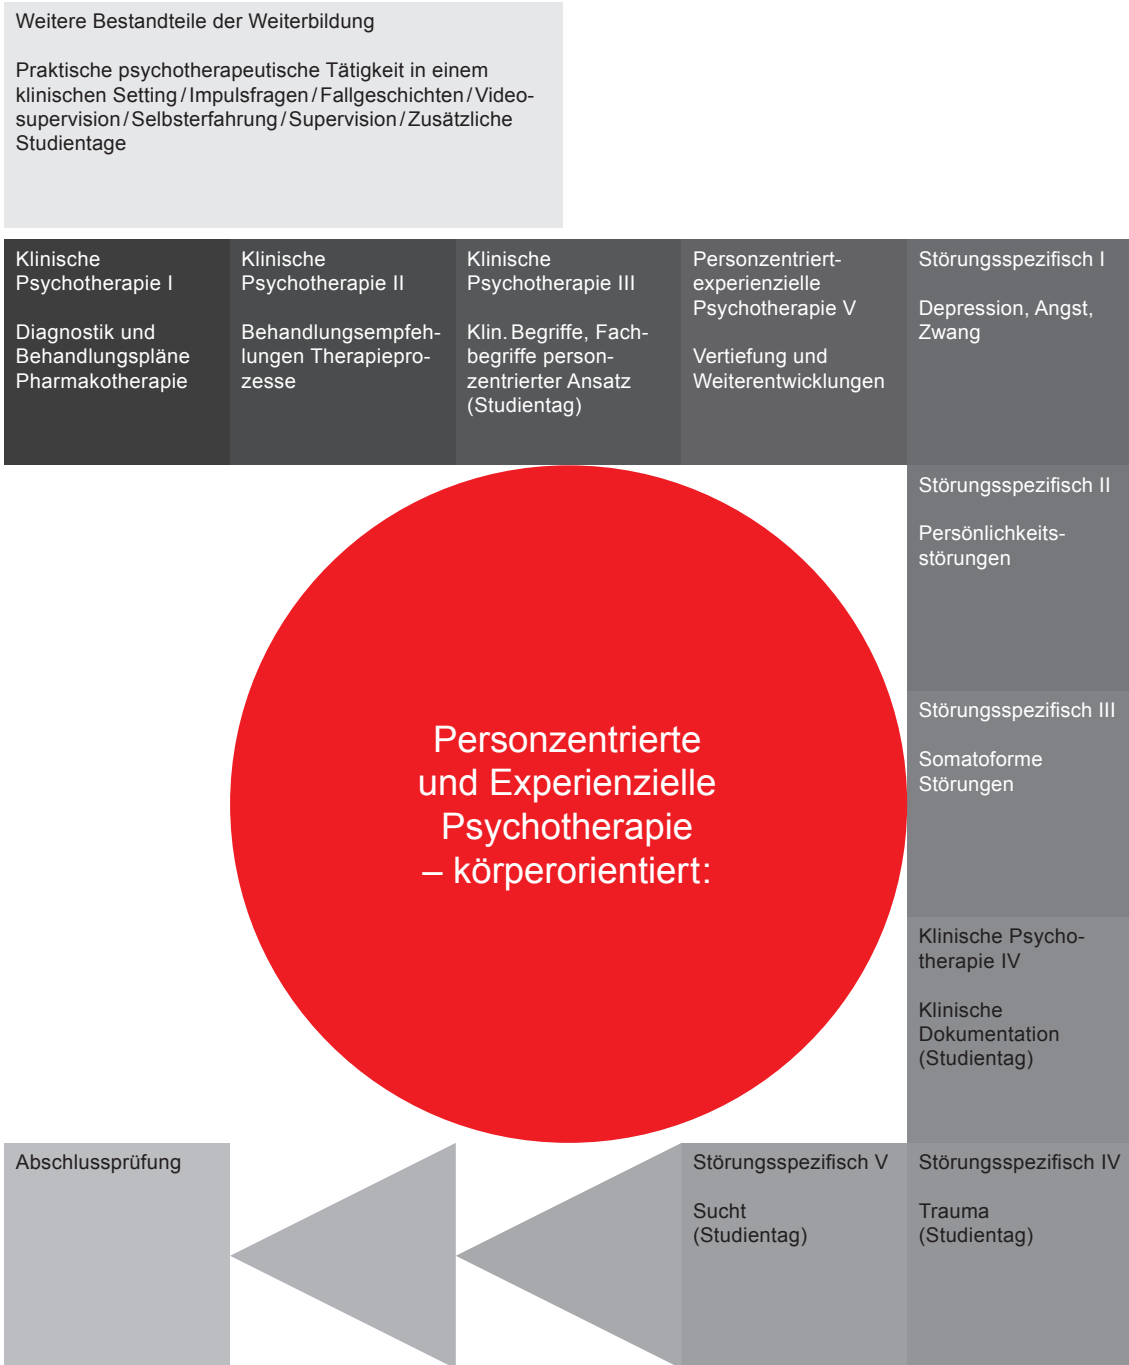 Weitere Bestandteile der Weiterbildung
Praktische psychotherapeutische Tätigkeit in einem
klinischen Setting/Impulsfragen/Fallgeschichten/Video-
supervision/Selbsterfahrung/Supervision/Zusätzliche
Studientage
Klinische
Psychotherapie I
Diagnostik und
Behandlungspläne
Pharmakotherapie
Klinische
Psychotherapie II
Behandlungsempfeh-
lungen Therapiepro-
zesse
Klinische
Psychotherapie III
Klin. Begriffe, Fach-
begriffe person-
zentrierter Ansatz
(Studientag)
Personzentriert-
experienzielle
Psychotherapie V
Vertiefung und
Weiterentwicklungen
Störungsspezifisch I
Depression, Angst,
Zwang
Störungsspezifisch II
Persönlichkeits-
störungen
Störungsspezifisch III
Somatoforme
Störungen
Personzentrierte
und Experienzielle
Psychotherapie
– körperorientiert:
Klinische Psycho-
therapie IV
Klinische
Dokumentation
(Studientag)
Abschlussprüfung
Störungsspezifisch V
Sucht
(Studientag)
Störungsspezifisch IV
Trauma
(Studientag)